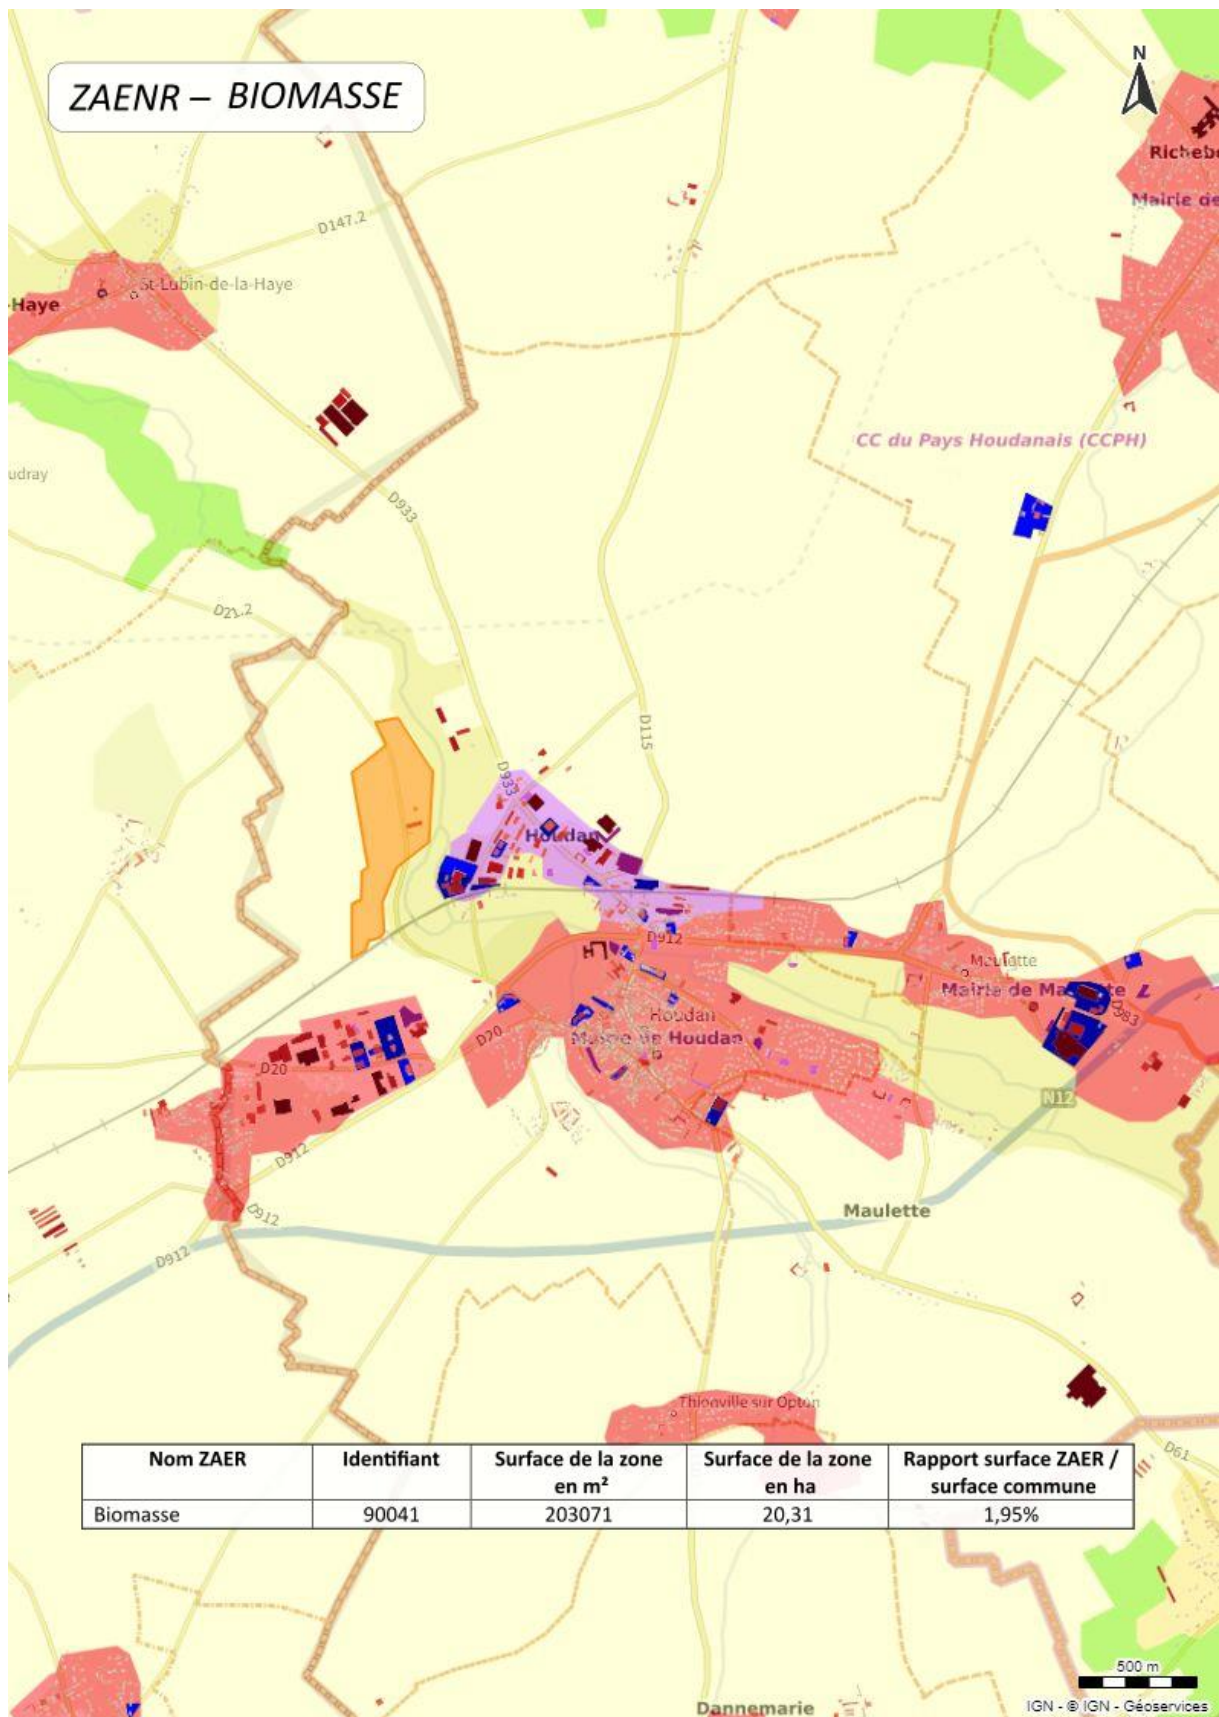 ZAENR – BIOMASSE
N
Mairie de
D147.2
St-Lubin-de-la-Haye
-Haye
CC du Pays Houdanais (CCPH)
udray
D933
D21.2
D115
D933
Houdan
D912
Maulette
Mairie de
D983
D20
Houdan
Mairie de Houdan
D20
N12
D912
Maulette
D912
D912
Thionville sur Opton
D61
Nom ZAER Identifiant Surface de la zone en m² Surface de la zone en ha Rapport surface ZAER / surface commune
Biomasse 90041 203071 20,31 1,95%
500 m
Dannemarie
IGN - © IGN - Géoservices